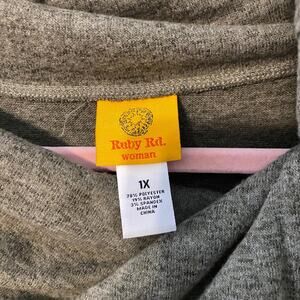 Ruby Rd.
woman
1X
78% POLYESTER
19% RAYON
3% SPANDEX
MADE IN
CHINA